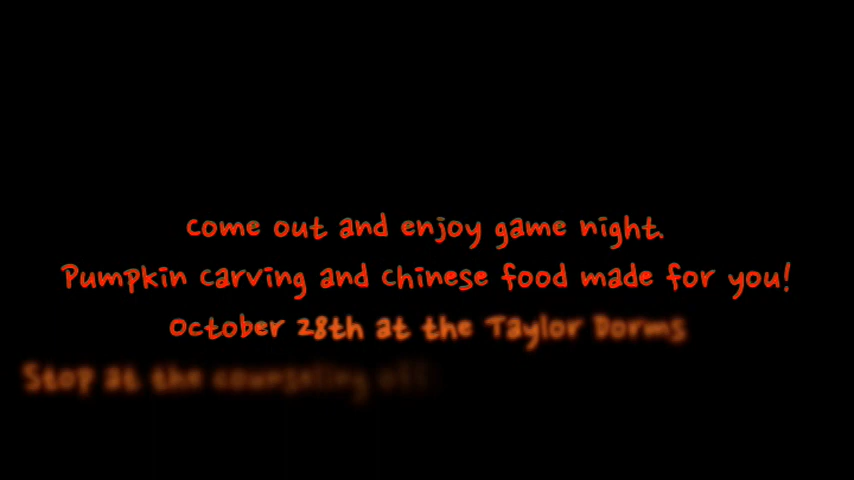 Come out and enjoy game night.
Pumpkin carving and Chinese food made for you!
October 28th at the Taylor Dorms
Stop at the counseling